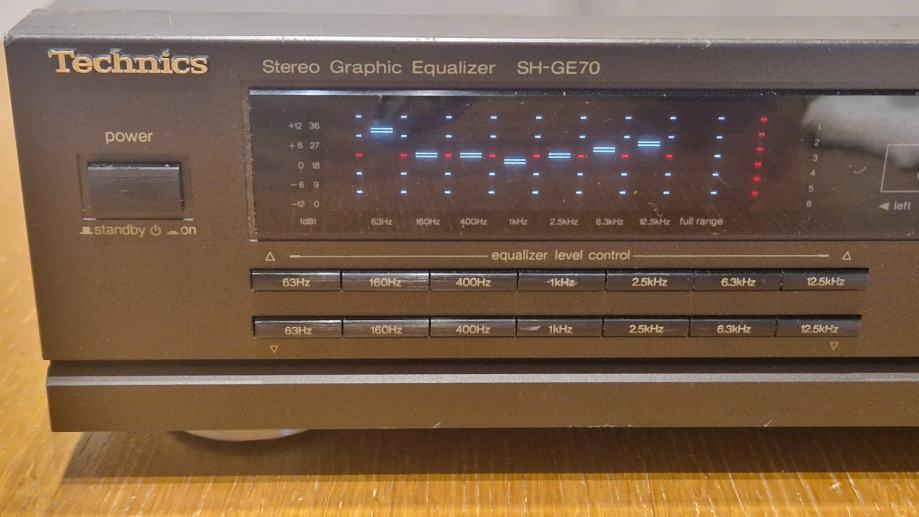 Technics
Stereo Graphic Equalizer SH-GE70
power
standby on
+12 36
+6 27
0 18
−6 9
−12 0
(dB) 63Hz 160Hz 400Hz 1kHz 2.5kHz 6.3kHz 12.5kHz full range
2
3
4
5
6
◀ left
△ equalizer level control △
63Hz 160Hz 400Hz 1kHz 2.5kHz 6.3kHz 12.5kHz
63Hz 160Hz 400Hz 1kHz 2.5kHz 6.3kHz 12.5kHz
▽ ▽